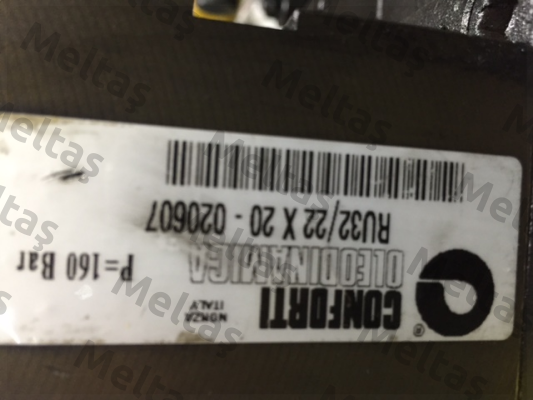 CONFORTI ®
OLEODINAMICA
MONZA
ITALY
P=160 Bar
RU32/22 X 20 - 020607
Meltaş